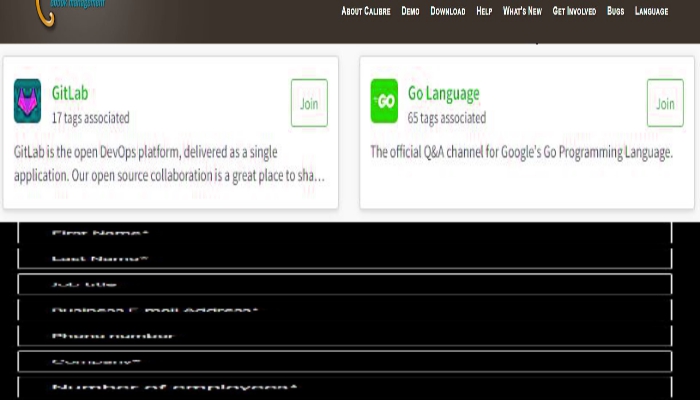 ebook management
About Calibre Demo Download Help What's New Get Involved Bugs Language
GitLab
17 tags associated
Join
GitLab is the open DevOps platform, delivered as a single
application. Our open source collaboration is a great place to sha...
GO
Go Language
65 tags associated
Join
The official Q&A channel for Google's Go Programming Language.
First Name*
Last Name*
Job title
Business E-mail Address*
Phone number
Company*
Number of employees*